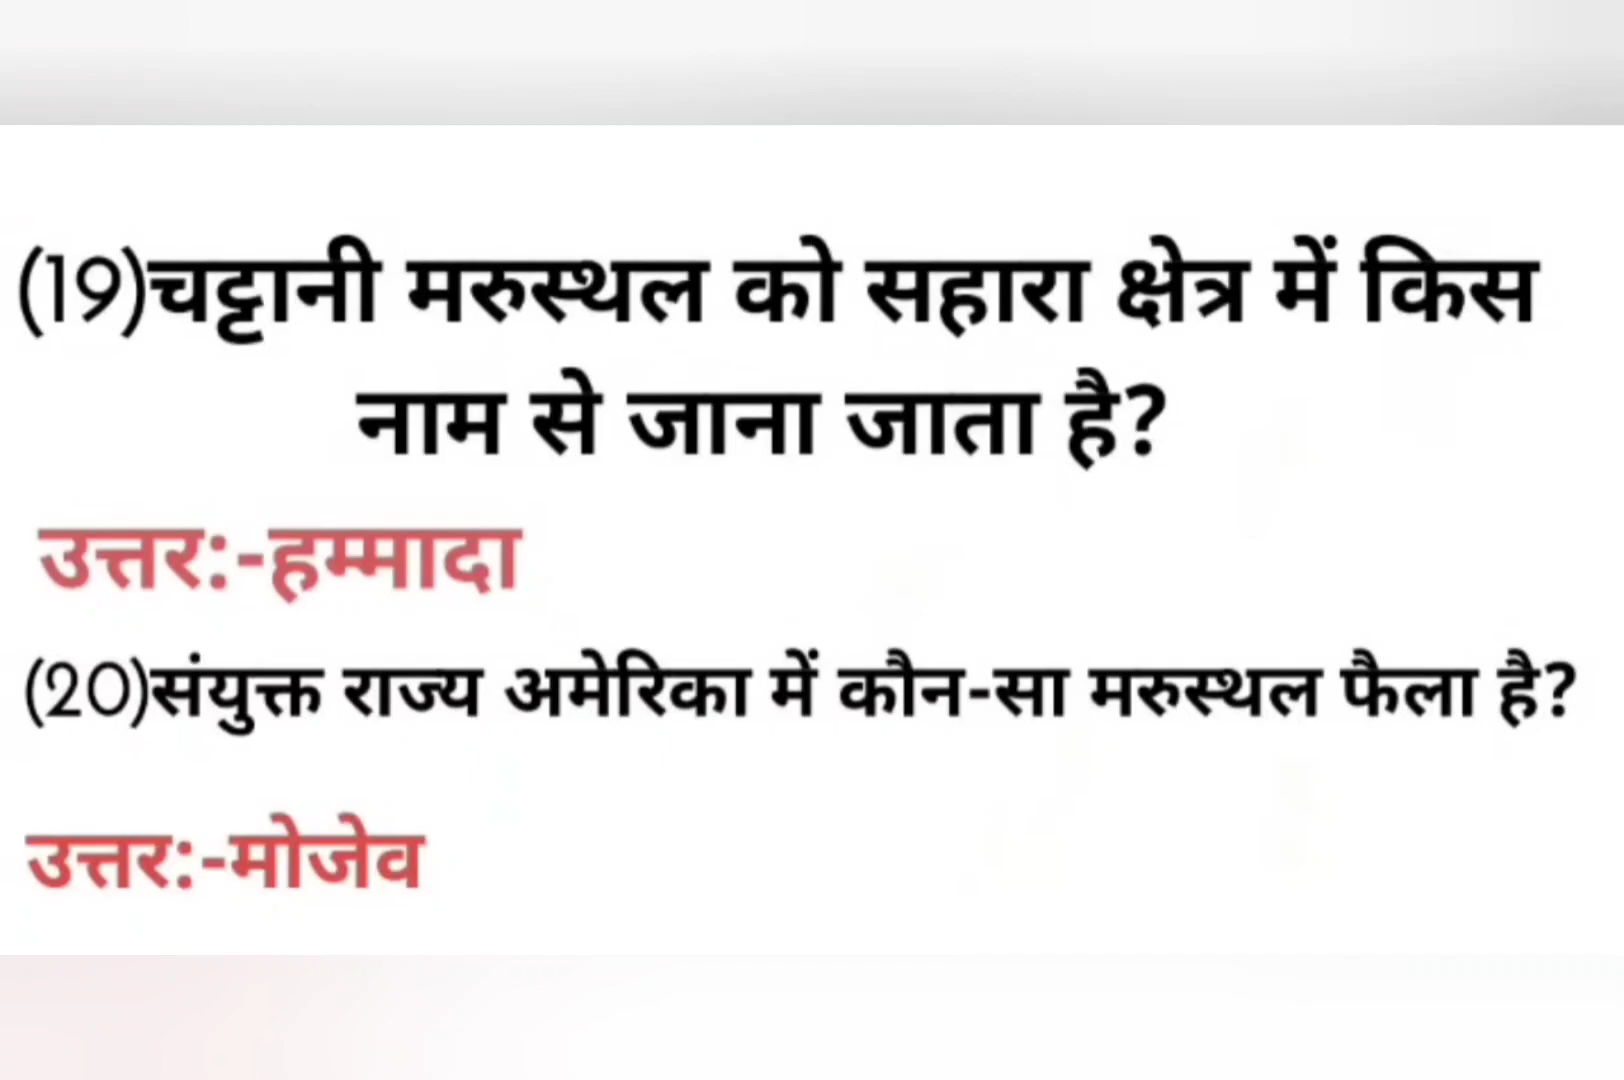 (19)चट्टानी मरुस्थल को सहारा क्षेत्र में किस
नाम से जाना जाता है?
उत्तर:-हम्मादा
(20)संयुक्त राज्य अमेरिका में कौन-सा मरुस्थल फैला है?
उत्तर:-मोजेव